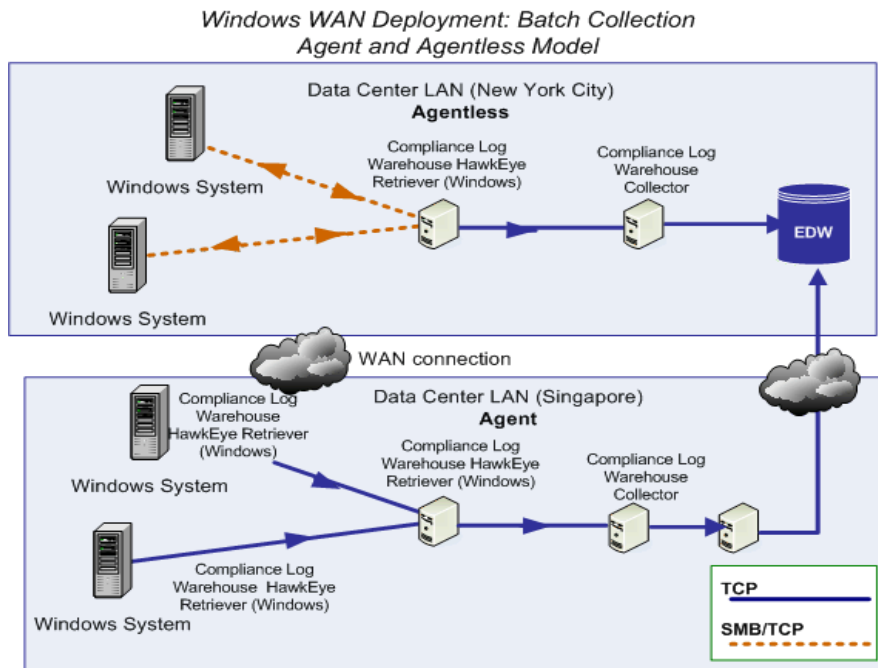 Windows WAN Deployment: Batch Collection
Agent and Agentless Model
Data Center LAN (New York City)
Agentless
Compliance Log
Warehouse HawkEye
Retriever (Windows)
Compliance Log
Warehouse
Collector
Windows System
EDW
Windows System
WAN connection
Data Center LAN (Singapore)
Agent
Compliance Log
Warehouse
HawkEye Retriever
(Windows)
Compliance Log
Warehouse HawkEye
Retriever (Windows)
Compliance Log
Warehouse
Collector
Windows System
Compliance Log
Warehouse HawkEye
Retriever (Windows)
Windows System
TCP
SMB/TCP